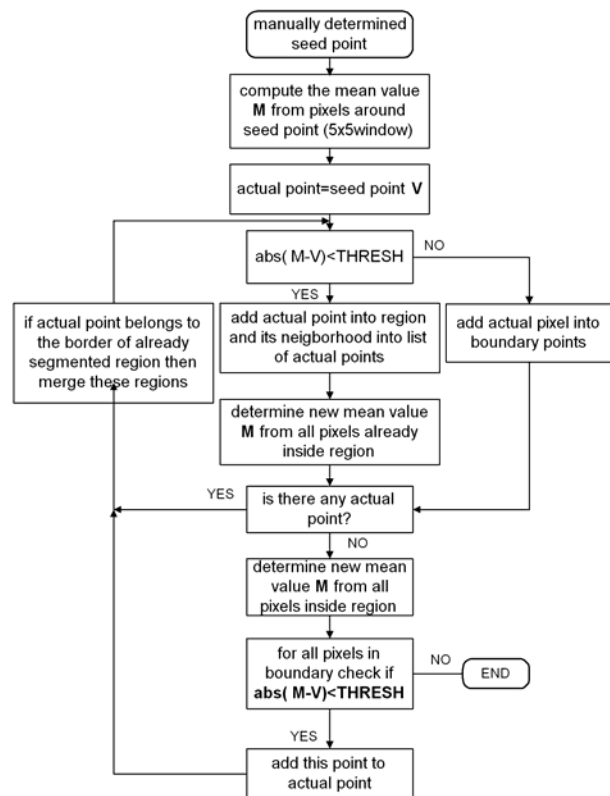 manually determined
seed point
compute the mean value
M from pixels around
seed point (5x5window)
actual point=seed point V
abs( M-V)<THRESH
NO
YES
if actual point belongs to
the border of already
segmented region then
merge these regions
add actual point into region
and its neigborhood into list
of actual points
add actual pixel into
boundary points
determine new mean value
M from all pixels already
inside region
YES
is there any actual
point?
NO
determine new mean
value M from all
pixels inside region
for all pixels in
boundary check if
abs( M-V)<THRESH
NO
END
YES
add this point to
actual point